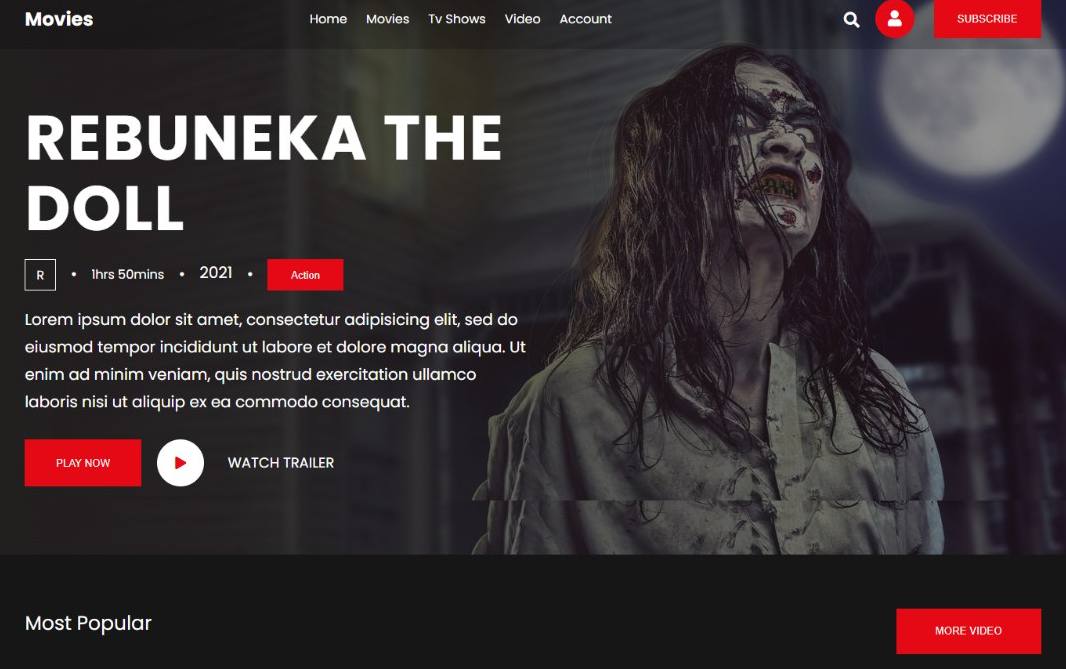 Movies
Home Movies Tv Shows Video Account
SUBSCRIBE
REBUNEKA THE
DOLL
R • 1hrs 50mins • 2021 • Action
Lorem ipsum dolor sit amet, consectetur adipisicing elit, sed do
eiusmod tempor incididunt ut labore et dolore magna aliqua. Ut
enim ad minim veniam, quis nostrud exercitation ullamco
laboris nisi ut aliquip ex ea commodo consequat.
PLAY NOW
WATCH TRAILER
Most Popular
MORE VIDEO